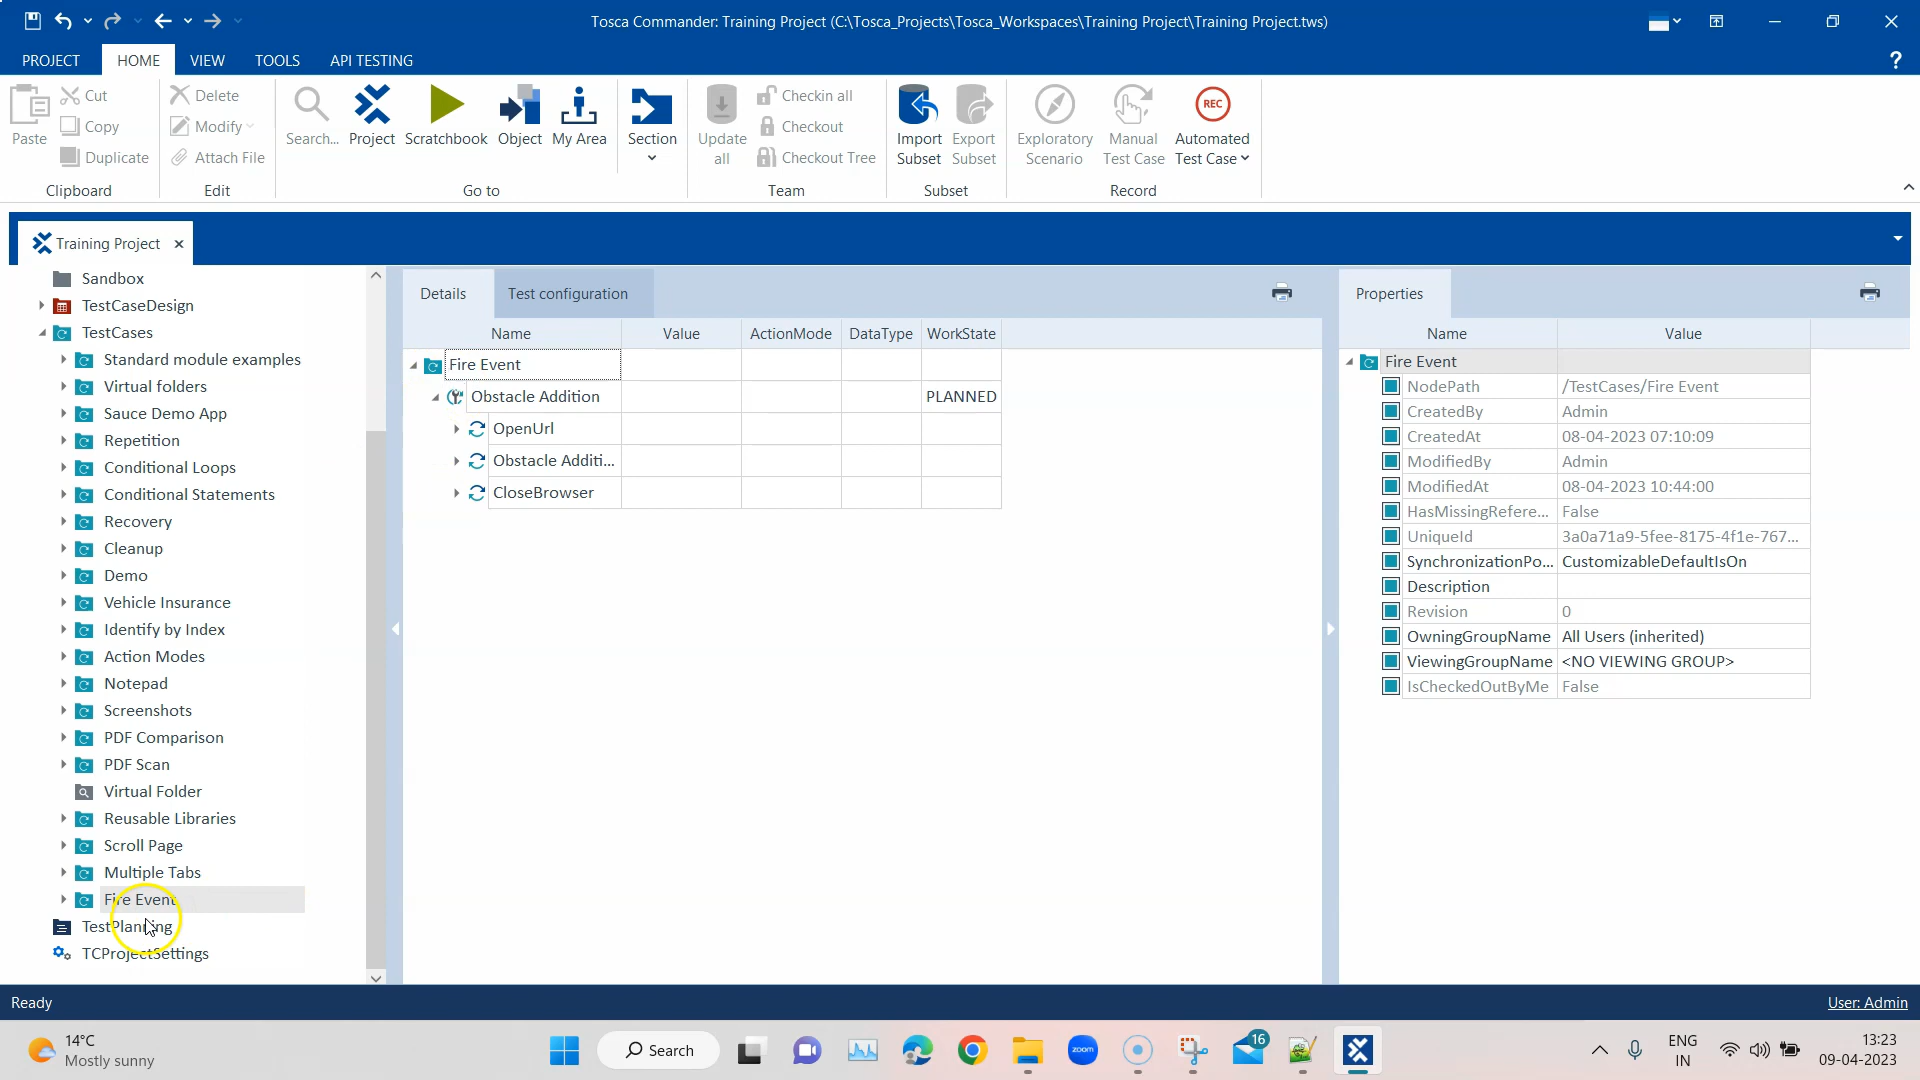 Tosca Commander: Training Project (C:\Tosca_Projects\Tosca_Workspaces\Training Project\Training Project.tws)
PROJECT HOME VIEW TOOLS API TESTING ?
Paste Cut Copy Duplicate
Clipboard
Delete Modify Attach File
Edit
Search... Project Scratchbook Object My Area Section
Go to
Update all Checkin all Checkout Checkout Tree
Team
Import Subset Export Subset
Subset
Exploratory Scenario Manual Test Case REC Automated Test Case
Record
Training Project
Sandbox
TestCaseDesign
TestCases
Standard module examples
Virtual folders
Sauce Demo App
Repetition
Conditional Loops
Conditional Statements
Recovery
Cleanup
Demo
Vehicle Insurance
Identify by Index
Action Modes
Notepad
Screenshots
PDF Comparison
PDF Scan
Virtual Folder
Reusable Libraries
Scroll Page
Multiple Tabs
Fire Event
TestPlanning
TCProjectSettings
Details Test configuration
Name Value ActionMode DataType WorkState
Fire Event
Obstacle Addition PLANNED
OpenUrl
Obstacle Additi...
CloseBrowser
Properties
Name Value
Fire Event
NodePath /TestCases/Fire Event
CreatedBy Admin
CreatedAt 08-04-2023 07:10:09
ModifiedBy Admin
ModifiedAt 08-04-2023 10:44:00
HasMissingRefere... False
UniqueId 3a0a71a9-5fee-8175-4f1e-767...
SynchronizationPo... CustomizableDefaultIsOn
Description
Revision 0
OwningGroupName All Users (inherited)
ViewingGroupName <NO VIEWING GROUP>
IsCheckedOutByMe False
Ready User: Admin
14°C
Mostly sunny
Search
zoom
16
ENG
IN
13:23
09-04-2023